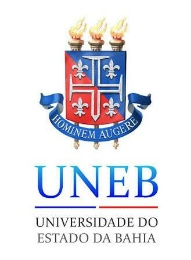 HOMINEM AUGERE
UNEB
UNIVERSIDADE DO
ESTADO DA BAHIA